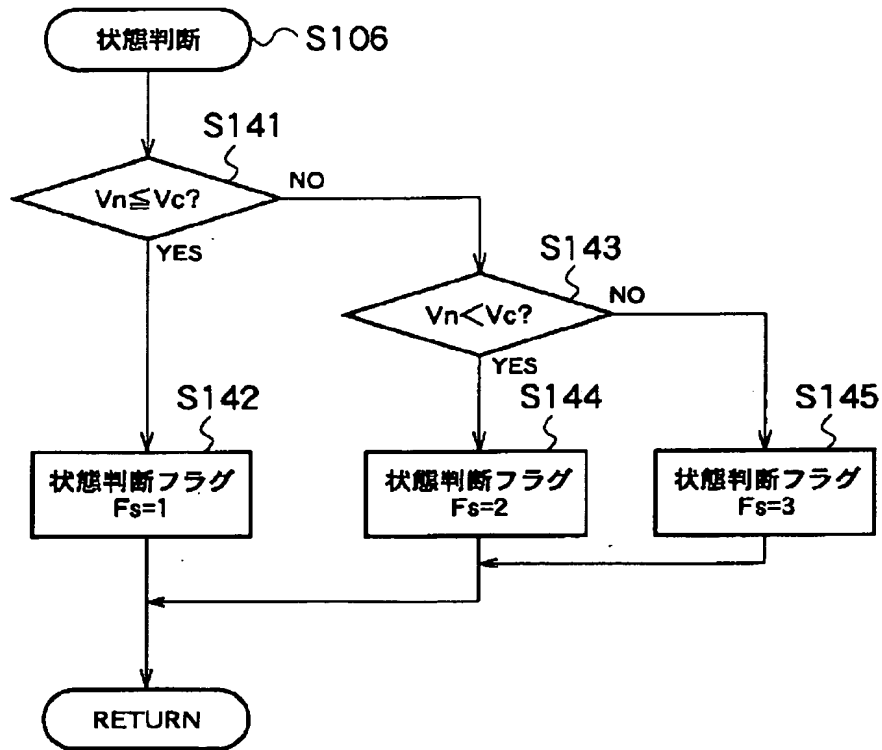 状態判断
S106
S141
Vn≦Vc?
NO
YES
S143
Vn<Vc?
NO
YES
S142
状態判断フラグ
Fs=1
S144
状態判断フラグ
Fs=2
S145
状態判断フラグ
Fs=3
RETURN